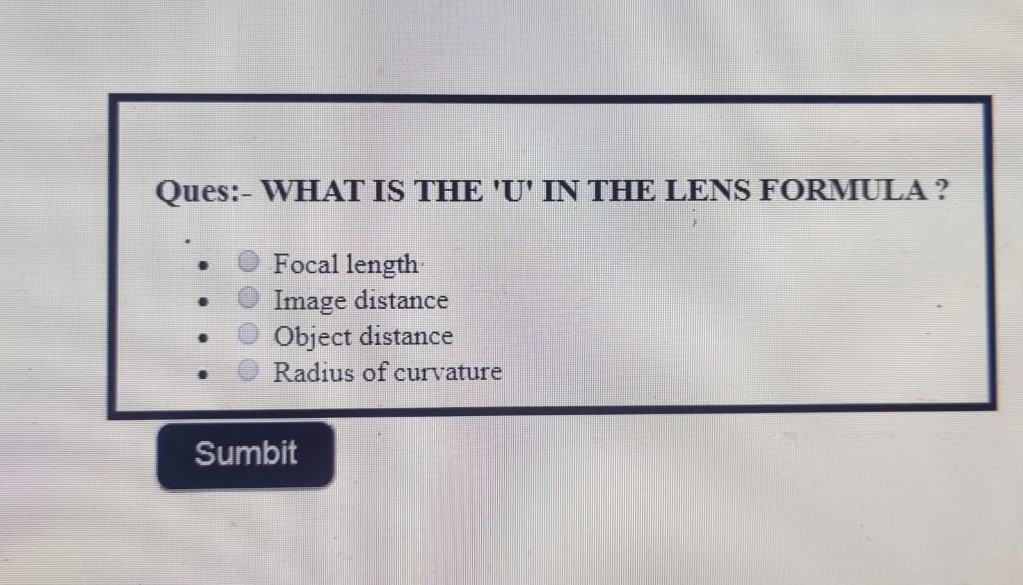 Ques:- WHAT IS THE 'U' IN THE LENS FORMULA ?
Focal length
Image distance
Object distance
Radius of curvature
Sumbit